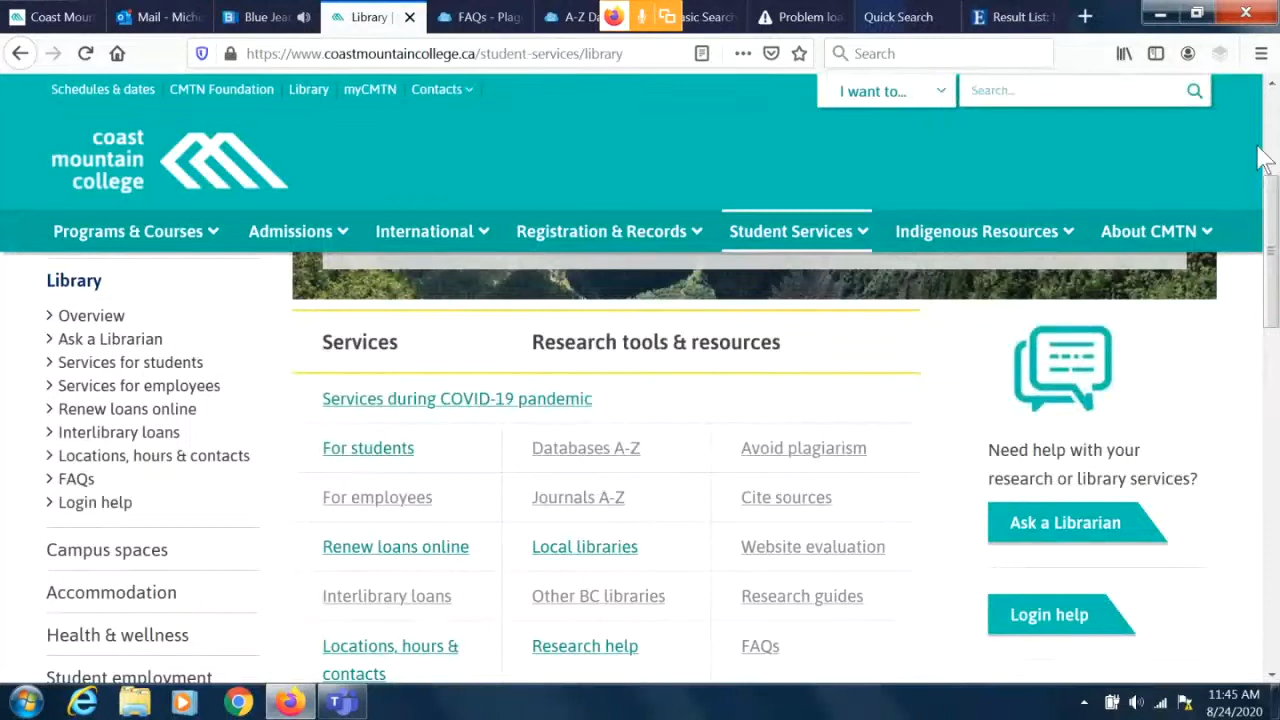 Coast Mount
Mail - Mich
Blue Jean
Library |
FAQs - Plag
A-Z Da
asic Search
Problem loa
Quick Search
Result List:
https://www.coastmountaincollege.ca/student-services/library
Search
Schedules & dates
CMTN Foundation
Library
myCMTN
Contacts
I want to...
Search...
coast
mountain
college
Programs & Courses
Admissions
International
Registration & Records
Student Services
Indigenous Resources
About CMTN
Library
Overview
Ask a Librarian
Services for students
Services for employees
Renew loans online
Interlibrary loans
Locations, hours & contacts
FAQs
Login help
Campus spaces
Accommodation
Health & wellness
Student employment
Services
Research tools & resources
Services during COVID-19 pandemic
For students
Databases A-Z
Avoid plagiarism
For employees
Journals A-Z
Cite sources
Renew loans online
Local libraries
Website evaluation
Interlibrary loans
Other BC libraries
Research guides
Locations, hours &
contacts
Research help
FAQs
Need help with your
research or library services?
Ask a Librarian
Login help
11:45 AM
8/24/2020